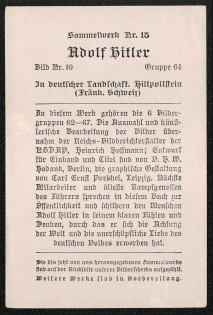 Sammelwerk Nr. 15
Adolf Hitler
Bild Nr. 10 Gruppe 64
In deutscher Landschaft. Hiltpoltstein
(Fränk. Schweiz)
In diesem Werk gehören die 6 Bilder-
gruppen 62—67. Die Auswahl und künst-
lerische Bearbeitung der Bilder über-
nahm der Reichs-Bildberichterstatter der
NSDAP, Heinrich Hoffmann; Entwurf
für Einband und Titel sind von O. H. W.
Hadank, Berlin, die graphische Gestaltung
von Carl Ernst Poeschel, Leipzig. Nächste
Mitarbeiter und älteste Kampfgenossen
des Führers sprechen in diesem Buch zur
Öffentlichkeit und schildern den Menschen
Adolf Hitler in seinem klaren Fühlen und
Denken, durch das er sich die Achtung
der Welt und die unerschöpfliche Liebe des
deutschen Volkes erworben hat.
Die bis jetzt von uns herausgegebenen Sammelwerke
sind auf der Rückseite unserer Bilderschecks aufgezählt.
Weitere Werke sind in Vorbereitung.